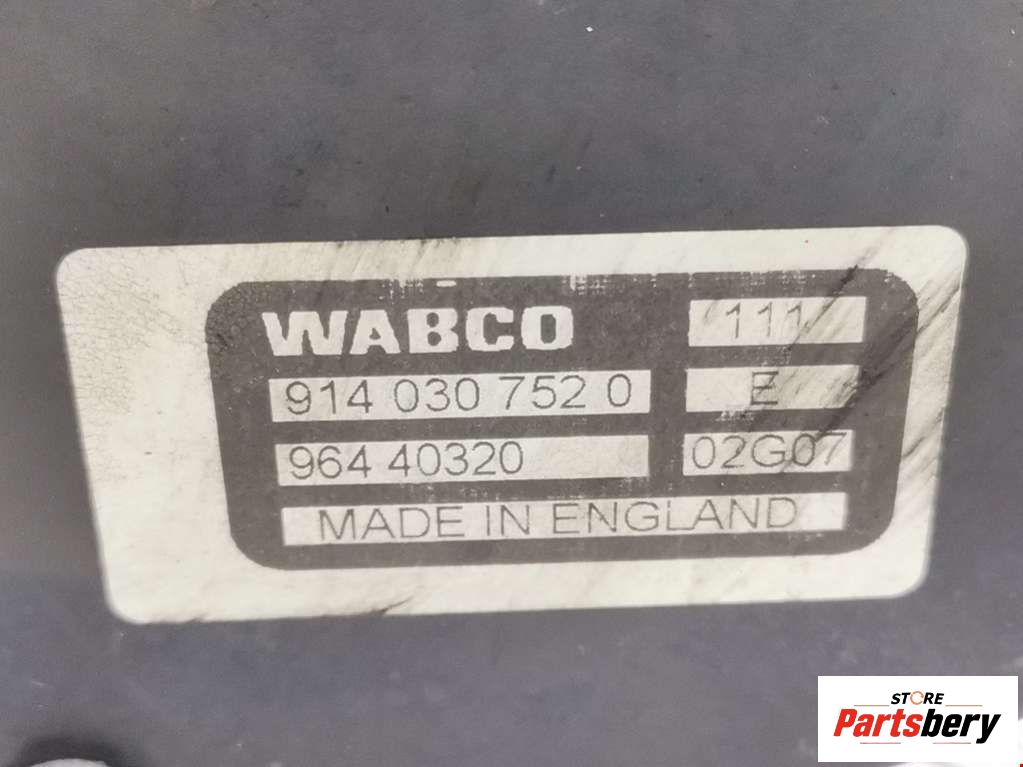 WABCO 111
914 030 752 0 E
964 40320 02G07
MADE IN ENGLAND
STORE
Partsbery